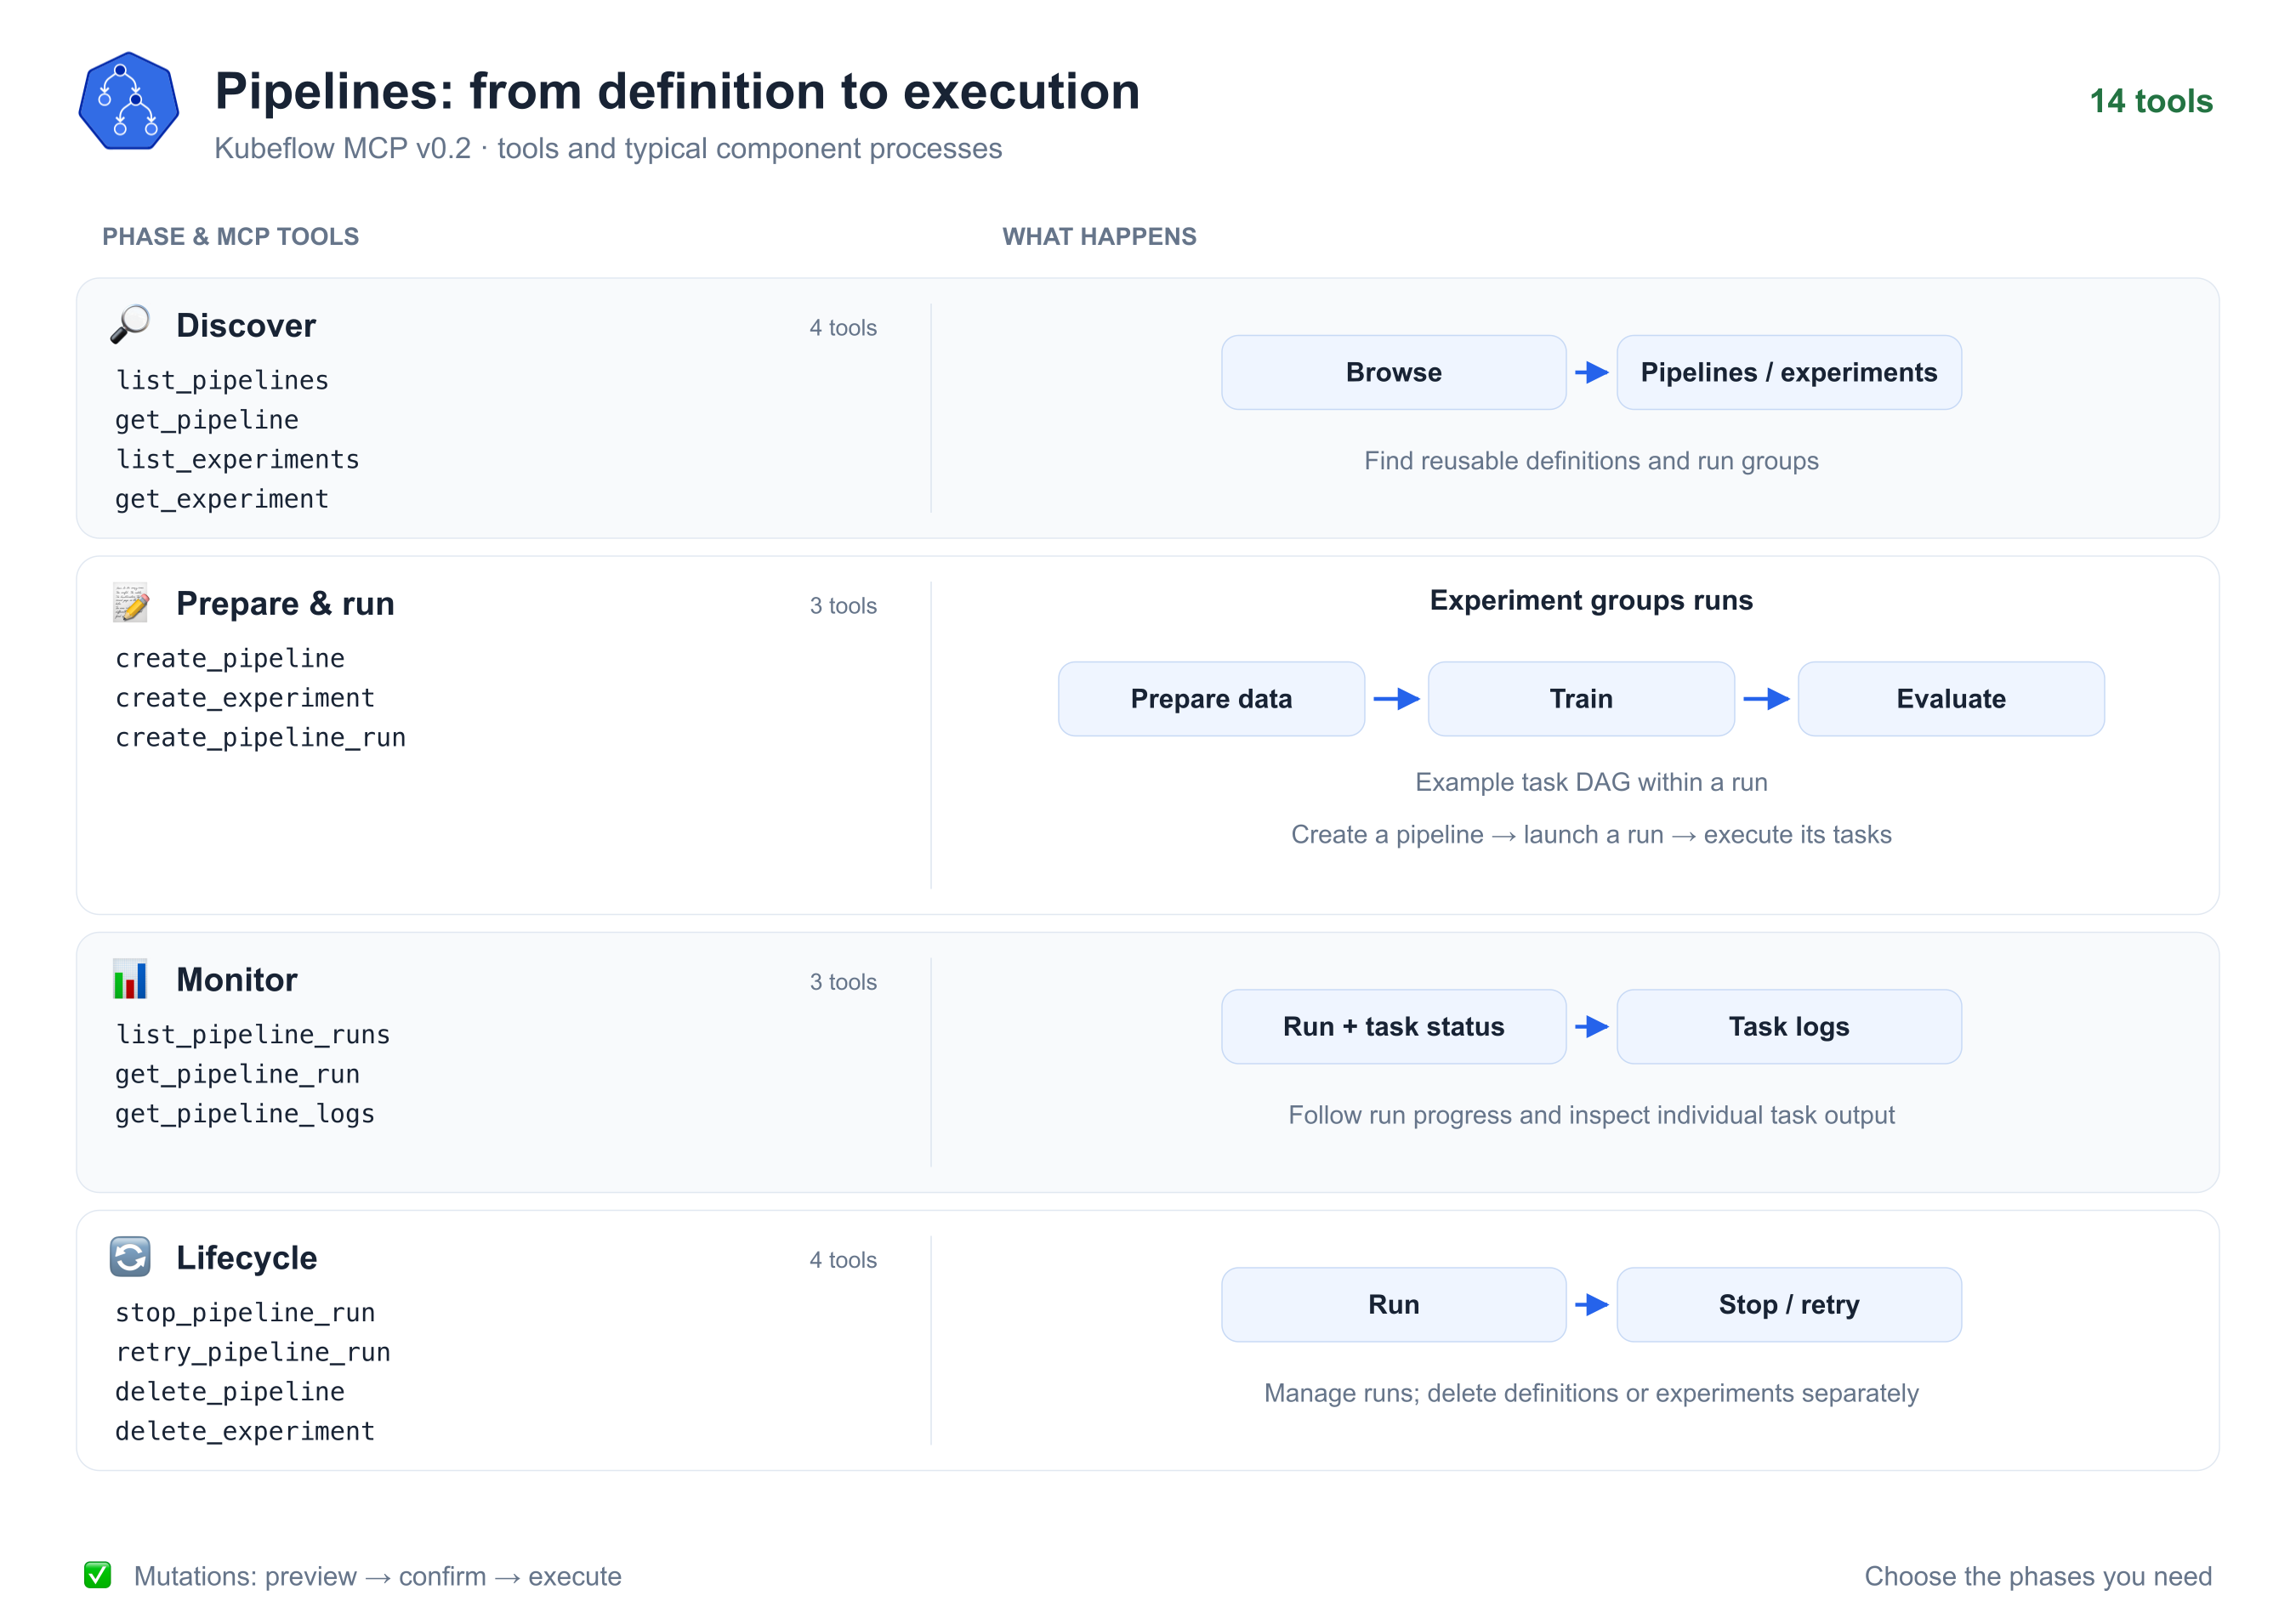 Pipelines: from definition to execution
14 tools
Kubeflow MCP v0.2 · tools and typical component processes
PHASE & MCP TOOLS
WHAT HAPPENS
Discover
4 tools
list_pipelines
get_pipeline
list_experiments
get_experiment
Browse
Pipelines / experiments
Find reusable definitions and run groups
Prepare & run
3 tools
create_pipeline
create_experiment
create_pipeline_run
Experiment groups runs
Prepare data
Train
Evaluate
Example task DAG within a run
Create a pipeline → launch a run → execute its tasks
Monitor
3 tools
list_pipeline_runs
get_pipeline_run
get_pipeline_logs
Run + task status
Task logs
Follow run progress and inspect individual task output
Lifecycle
4 tools
stop_pipeline_run
retry_pipeline_run
delete_pipeline
delete_experiment
Run
Stop / retry
Manage runs; delete definitions or experiments separately
Mutations: preview → confirm → execute
Choose the phases you need